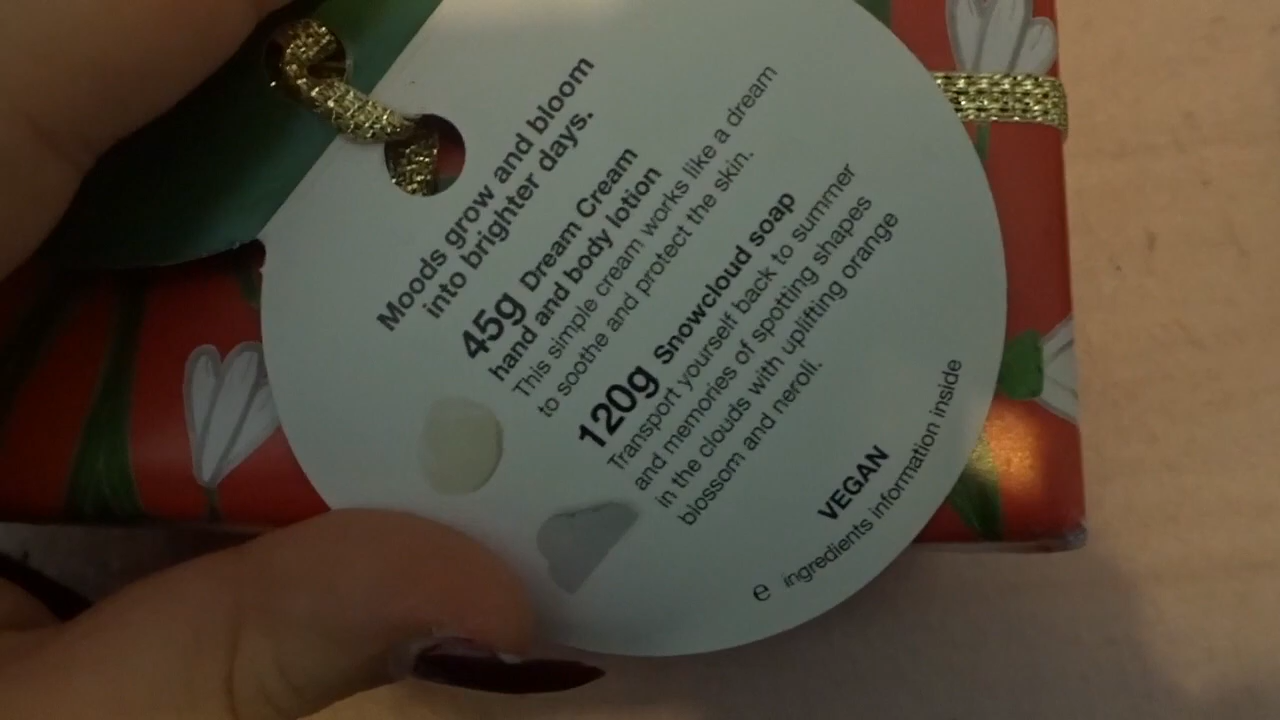 Moods grow and bloom
into brighter days.
45g Dream Cream
hand and body lotion
This simple cream works like a dream
to soothe and protect the skin.
120g Snowcloud soap
Transport yourself back to summer
and memories of spotting shapes
in the clouds with uplifting orange
blossom and neroli.
VEGAN
e ingredients information inside